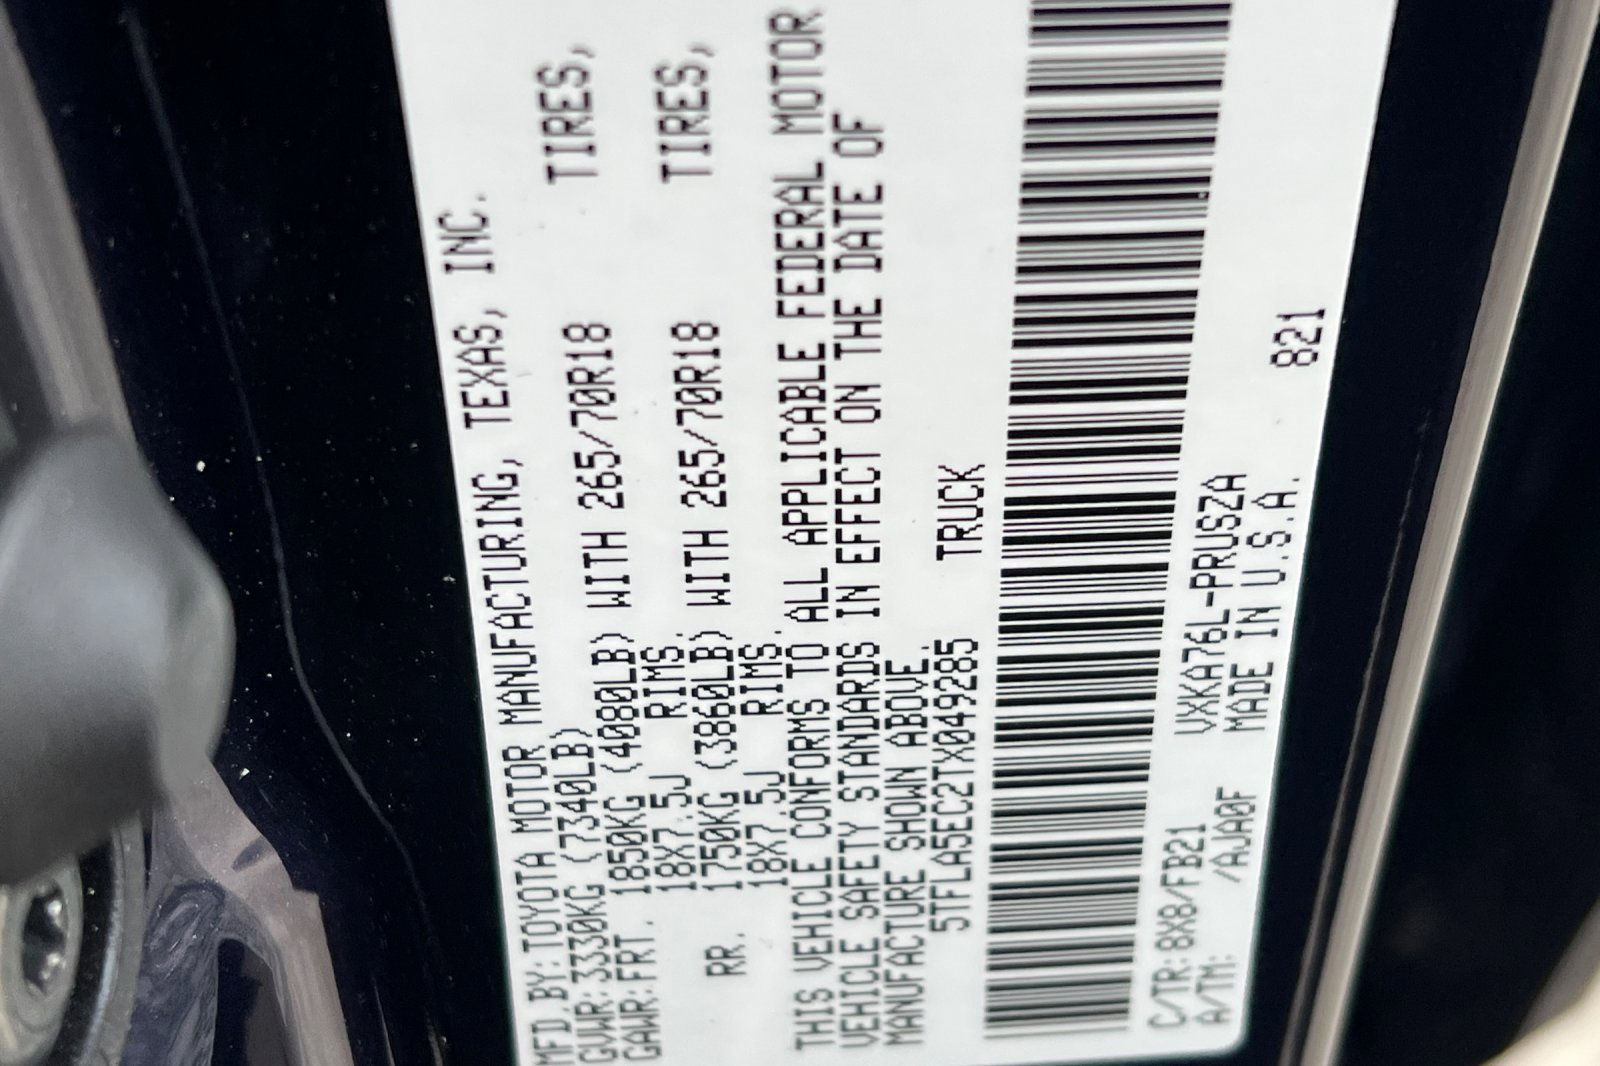 MFD.BY:TOYOTA MOTOR MANUFACTURING, TEXAS, INC.
GVWR:3330KG (7340LB)
GAWR:FRT. 1850KG (4080LB) WITH 265/70R18 TIRES,
18X7.5J RIMS.
RR. 1750KG (3860LB) WITH 265/70R18 TIRES,
18X7.5J RIMS.
THIS VEHICLE CONFORMS TO ALL APPLICABLE FEDERAL MOTOR
VEHICLE SAFETY STANDARDS IN EFFECT ON THE DATE OF
MANUFACTURE SHOWN ABOVE.
5TFLA5EC2TX049285 TRUCK
C/TR:8X8/FB21 VXKA76L-PRUSZA
A/TM: /AJA0F MADE IN U.S.A. 821